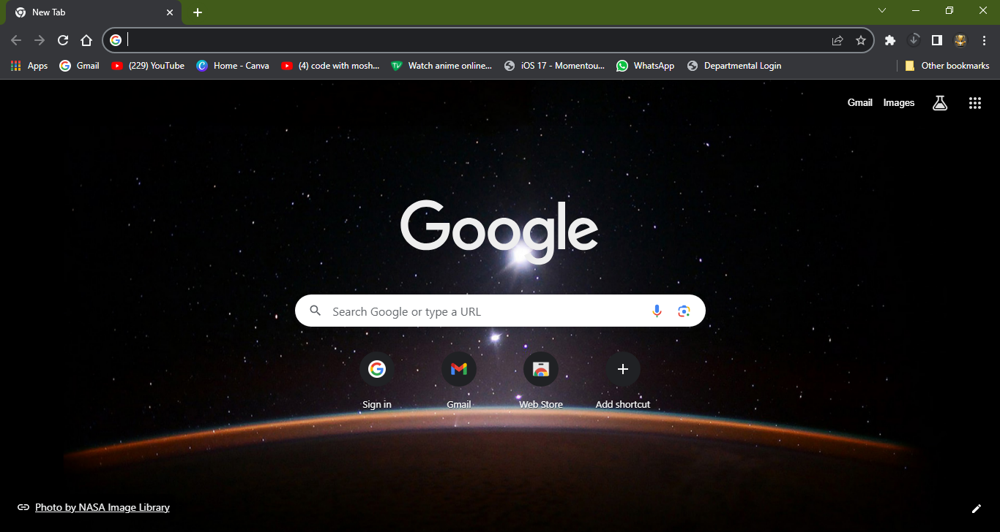 New Tab
Apps Gmail (229) YouTube Home - Canva (4) code with mosh... Watch anime online... iOS 17 - Momentou... WhatsApp Departmental Login Other bookmarks
Gmail Images
Google
Search Google or type a URL
Sign in Gmail Web Store Add shortcut
Photo by NASA Image Library